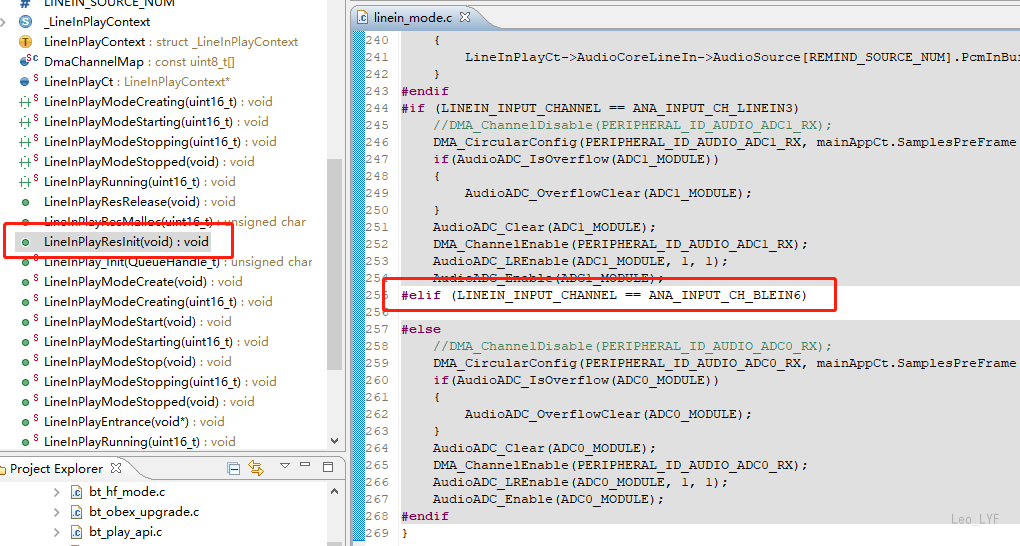 LINEIN_SOURCE_NUM
_LineInPlayContext
LineInPlayContext : struct _LineInPlayContext
DmaChannelMap : const uint8_t[]
LineInPlayCt : LineInPlayContext*
LineInPlayModeCreating(uint16_t) : void
LineInPlayModeStarting(uint16_t) : void
LineInPlayModeStopping(uint16_t) : void
LineInPlayModeStopped(void) : void
LineInPlayRunning(uint16_t) : void
LineInPlayResRelease(void) : void
LineInPlayResMalloc(uint16_t) : unsigned char
LineInPlayResInit(void) : void
LineInPlay_Init(QueueHandle_t) : unsigned char
LineInPlayModeCreate(void) : void
LineInPlayModeCreating(uint16_t) : void
LineInPlayModeStart(void) : void
LineInPlayModeStarting(uint16_t) : void
LineInPlayModeStop(void) : void
LineInPlayModeStopping(uint16_t) : void
LineInPlayModeStopped(void) : void
LineInPlayEntrance(void*) : void
LineInPlayRunning(uint16_t) : void
Project Explorer
bt_hf_mode.c
bt_obex_upgrade.c
bt_play_api.c
linein_mode.c
240 {
241 LineInPlayCt->AudioCoreLineIn->AudioSource[REMIND_SOURCE_NUM].PcmInBu
242 }
243 #endif
244 #if (LINEIN_INPUT_CHANNEL == ANA_INPUT_CH_LINEIN3)
245 //DMA_ChannelDisable(PERIPHERAL_ID_AUDIO_ADC1_RX);
246 DMA_CircularConfig(PERIPHERAL_ID_AUDIO_ADC1_RX, mainAppCt.SamplesPreFrame
247 if(AudioADC_IsOverflow(ADC1_MODULE))
248 {
249 AudioADC_OverflowClear(ADC1_MODULE);
250 }
251 AudioADC_Clear(ADC1_MODULE);
252 DMA_ChannelEnable(PERIPHERAL_ID_AUDIO_ADC1_RX);
253 AudioADC_LREnable(ADC1_MODULE, 1, 1);
254 AudioADC_Enable(ADC1_MODULE);
255 #elif (LINEIN_INPUT_CHANNEL == ANA_INPUT_CH_BLEIN6)
256
257 #else
258 //DMA_ChannelDisable(PERIPHERAL_ID_AUDIO_ADC0_RX);
259 DMA_CircularConfig(PERIPHERAL_ID_AUDIO_ADC0_RX, mainAppCt.SamplesPreFrame
260 if(AudioADC_IsOverflow(ADC0_MODULE))
261 {
262 AudioADC_OverflowClear(ADC0_MODULE);
263 }
264 AudioADC_Clear(ADC0_MODULE);
265 DMA_ChannelEnable(PERIPHERAL_ID_AUDIO_ADC0_RX);
266 AudioADC_LREnable(ADC0_MODULE, 1, 1);
267 AudioADC_Enable(ADC0_MODULE);
268 #endif
269 }
Leo_LYF